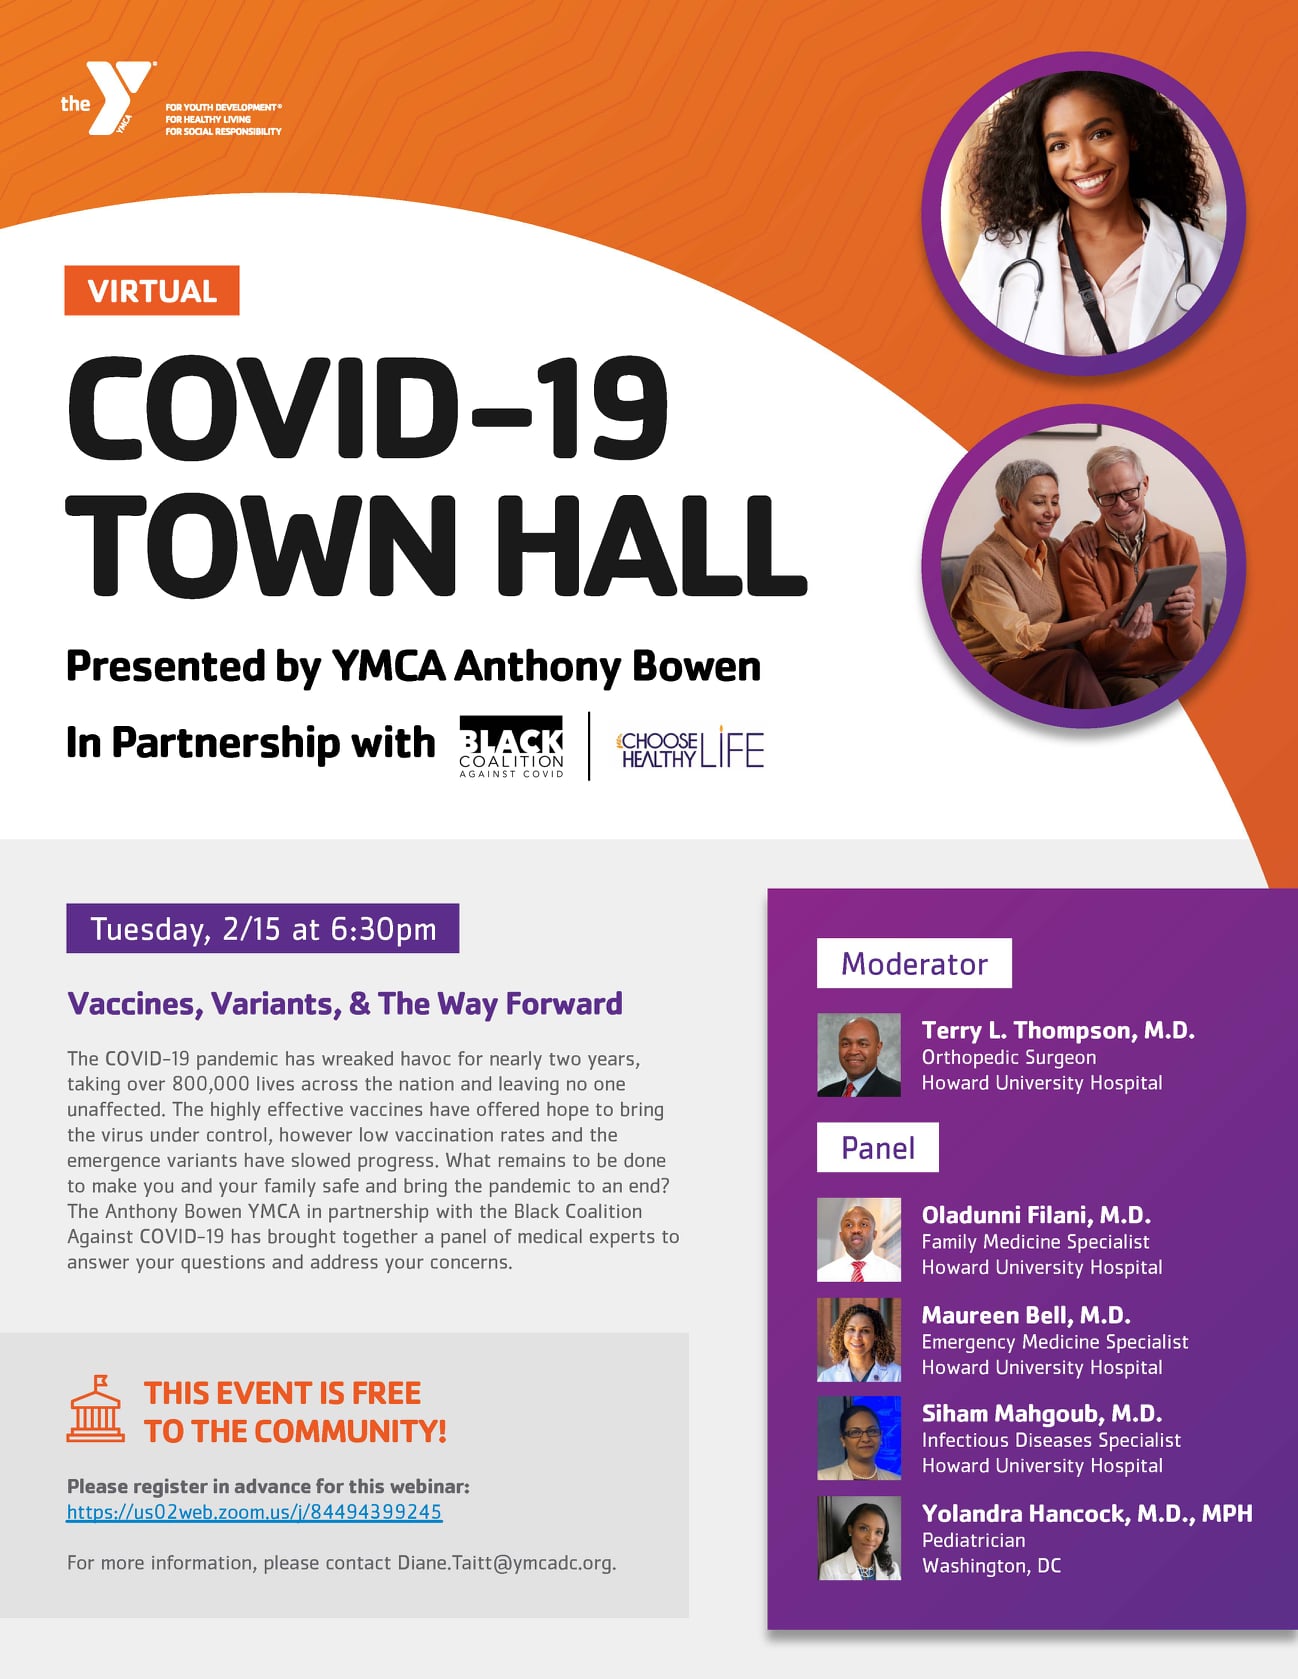 the
YMCA
FOR YOUTH DEVELOPMENT®
FOR HEALTHY LIVING
FOR SOCIAL RESPONSIBILITY
VIRTUAL
COVID-19
TOWN HALL
Presented by YMCA Anthony Bowen
In Partnership with
BLACK
COALITION
AGAINST COVID
CHOOSE
HEALTHY
LiFE
Tuesday, 2/15 at 6:30pm
Vaccines, Variants, & The Way Forward
The COVID-19 pandemic has wreaked havoc for nearly two years,
taking over 800,000 lives across the nation and leaving no one
unaffected. The highly effective vaccines have offered hope to bring
the virus under control, however low vaccination rates and the
emergence variants have slowed progress. What remains to be done
to make you and your family safe and bring the pandemic to an end?
The Anthony Bowen YMCA in partnership with the Black Coalition
Against COVID-19 has brought together a panel of medical experts to
answer your questions and address your concerns.
THIS EVENT IS FREE
TO THE COMMUNITY!
Please register in advance for this webinar:
https://us02web.zoom.us/j/84494399245
For more information, please contact Diane.Taitt@ymcadc.org.
Moderator
Terry L. Thompson, M.D.
Orthopedic Surgeon
Howard University Hospital
Panel
Oladunni Filani, M.D.
Family Medicine Specialist
Howard University Hospital
Maureen Bell, M.D.
Emergency Medicine Specialist
Howard University Hospital
Siham Mahgoub, M.D.
Infectious Diseases Specialist
Howard University Hospital
Yolandra Hancock, M.D., MPH
Pediatrician
Washington, DC